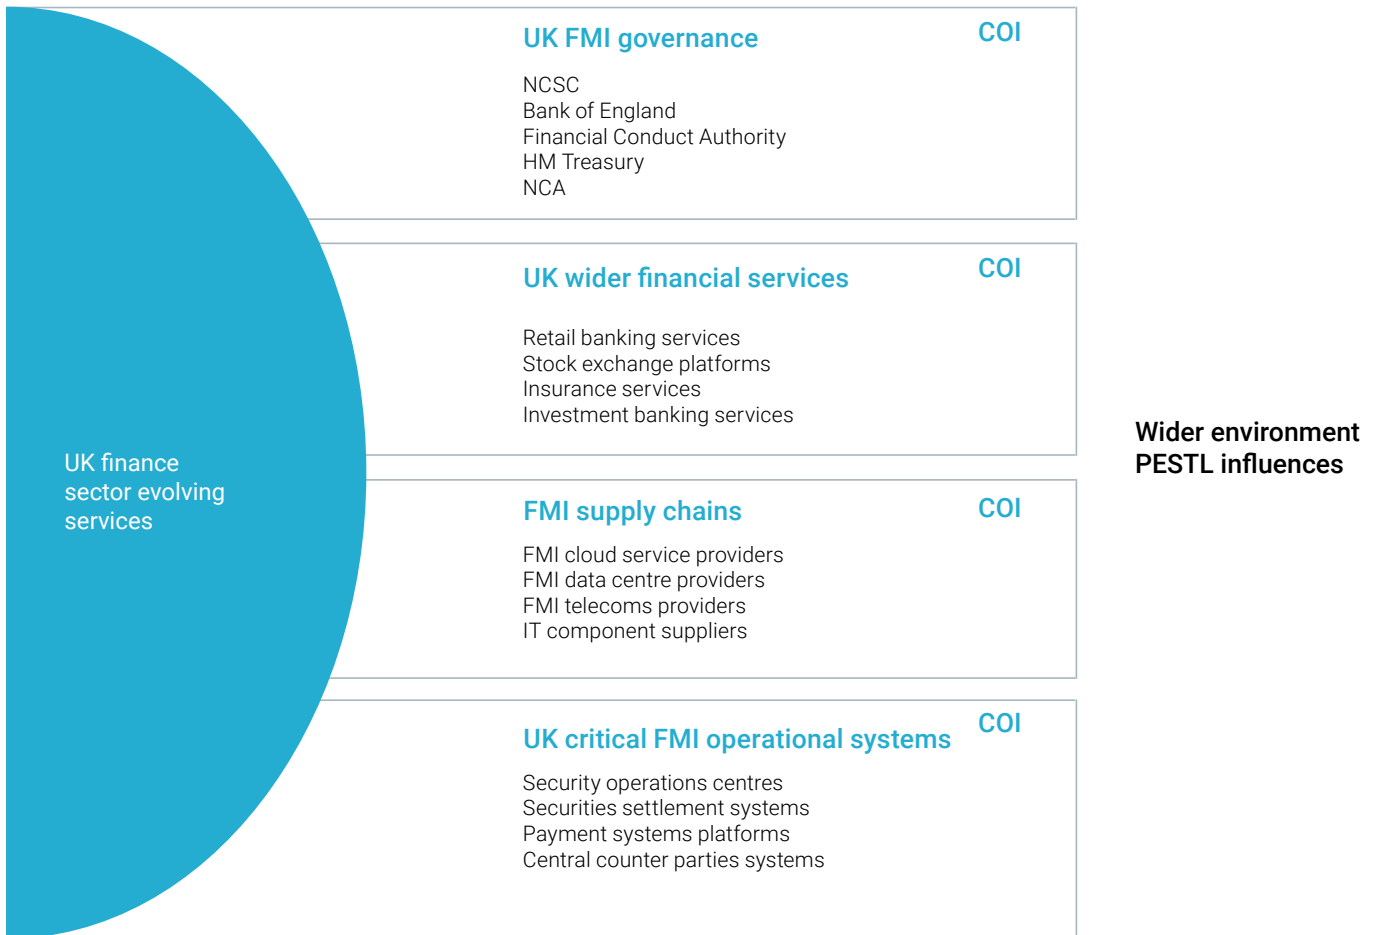 UK FMI governance
COI
NCSC
Bank of England
Financial Conduct Authority
HM Treasury
NCA
UK wider financial services
COI
Retail banking services
Stock exchange platforms
Insurance services
Investment banking services
UK finance
sector evolving
services
Wider environment
PESTL influences
FMI supply chains
COI
FMI cloud service providers
FMI data centre providers
FMI telecoms providers
IT component suppliers
UK critical FMI operational systems
COI
Security operations centres
Securities settlement systems
Payment systems platforms
Central counter parties systems